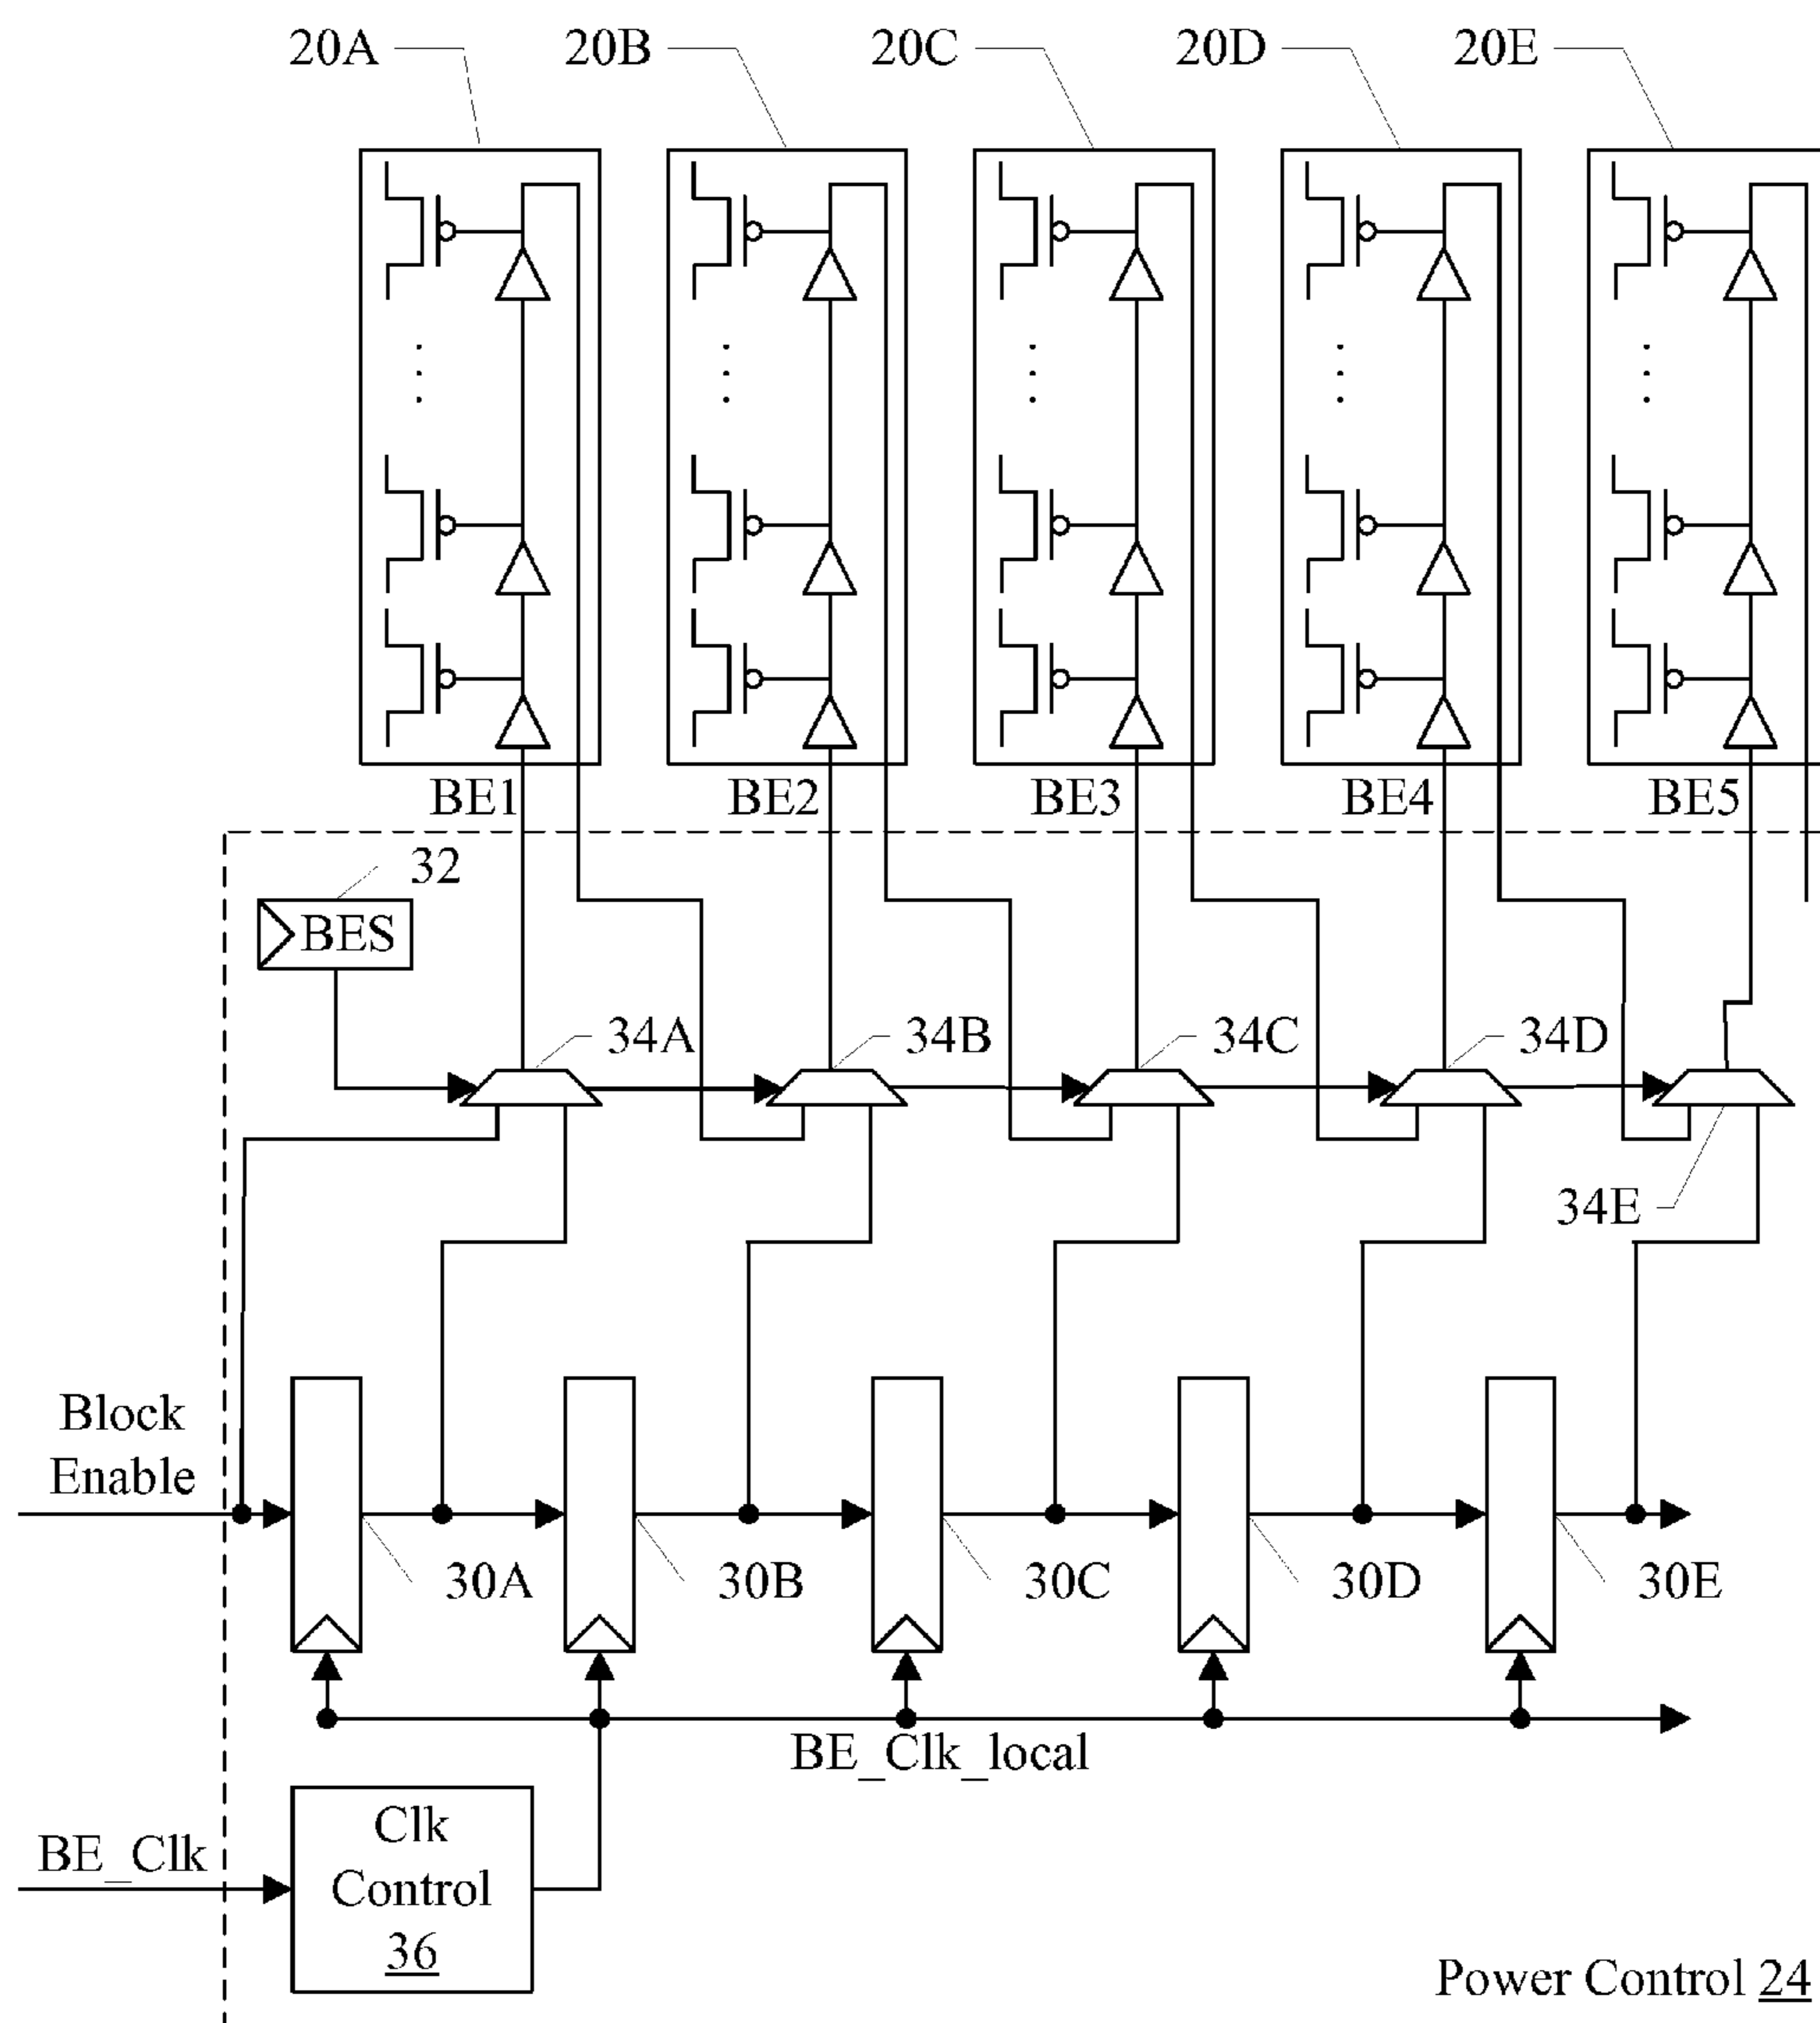 20A 20B 20C 20D 20E
BE1 BE2 BE3 BE4 BE5
32
BES
34A 34B 34C 34D
34E
Block
Enable
30A 30B 30C 30D 30E
BE_Clk_local
BE_Clk
Clk
Control
36
Power Control 24